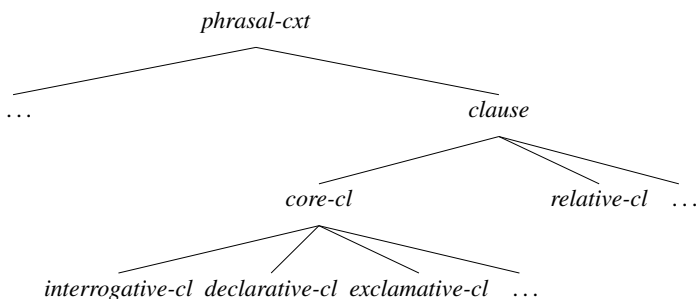 phrasal-cxt
... clause
core-cl relative-cl ...
interrogative-cl declarative-cl exclamative-cl ...